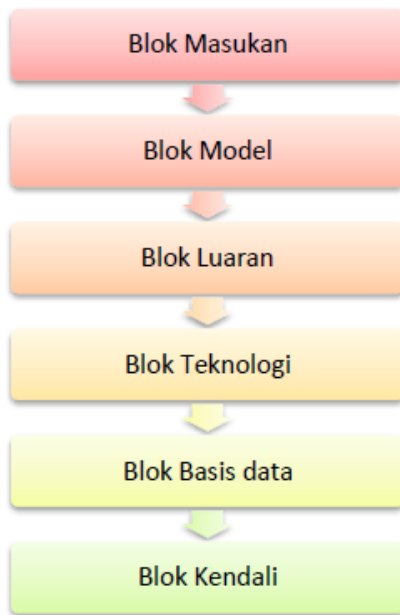 Blok Masukan
Blok Model
Blok Luaran
Blok Teknologi
Blok Basis data
Blok Kendali